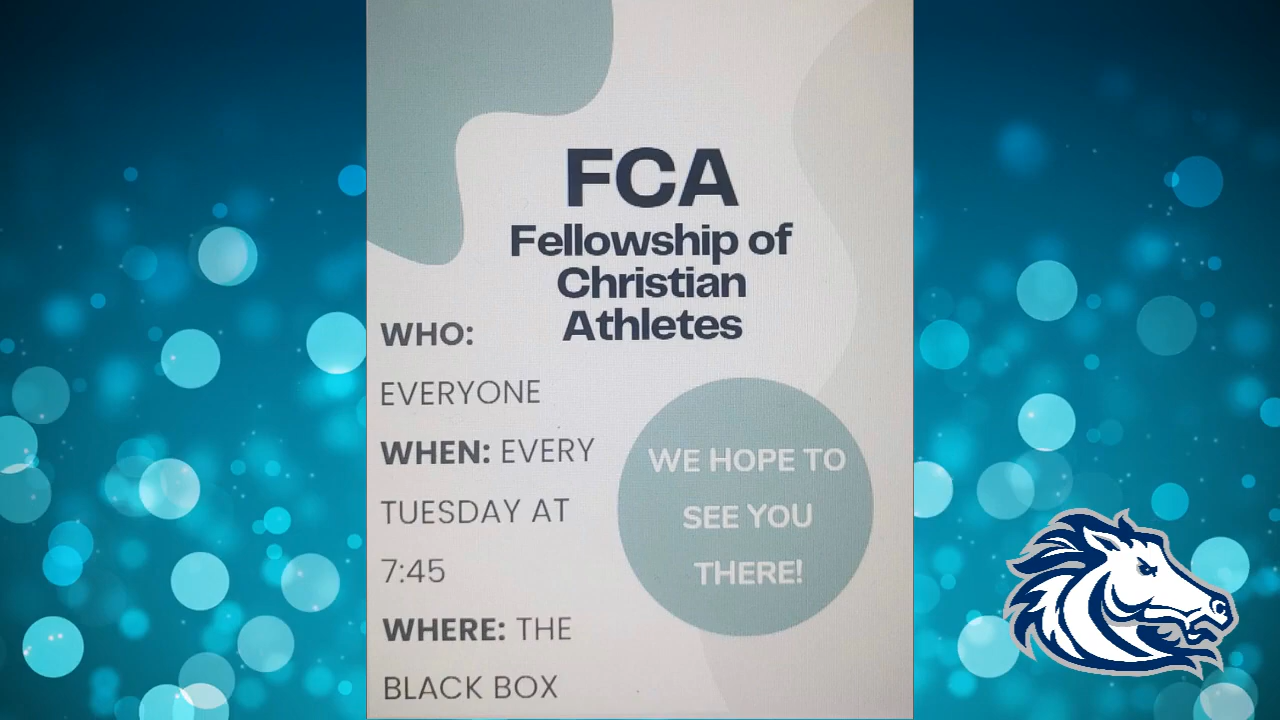 FCA
Fellowship of
Christian
Athletes
WHO:
EVERYONE
WHEN: EVERY
TUESDAY AT
7:45
WHERE: THE
BLACK BOX
WE HOPE TO
SEE YOU
THERE!